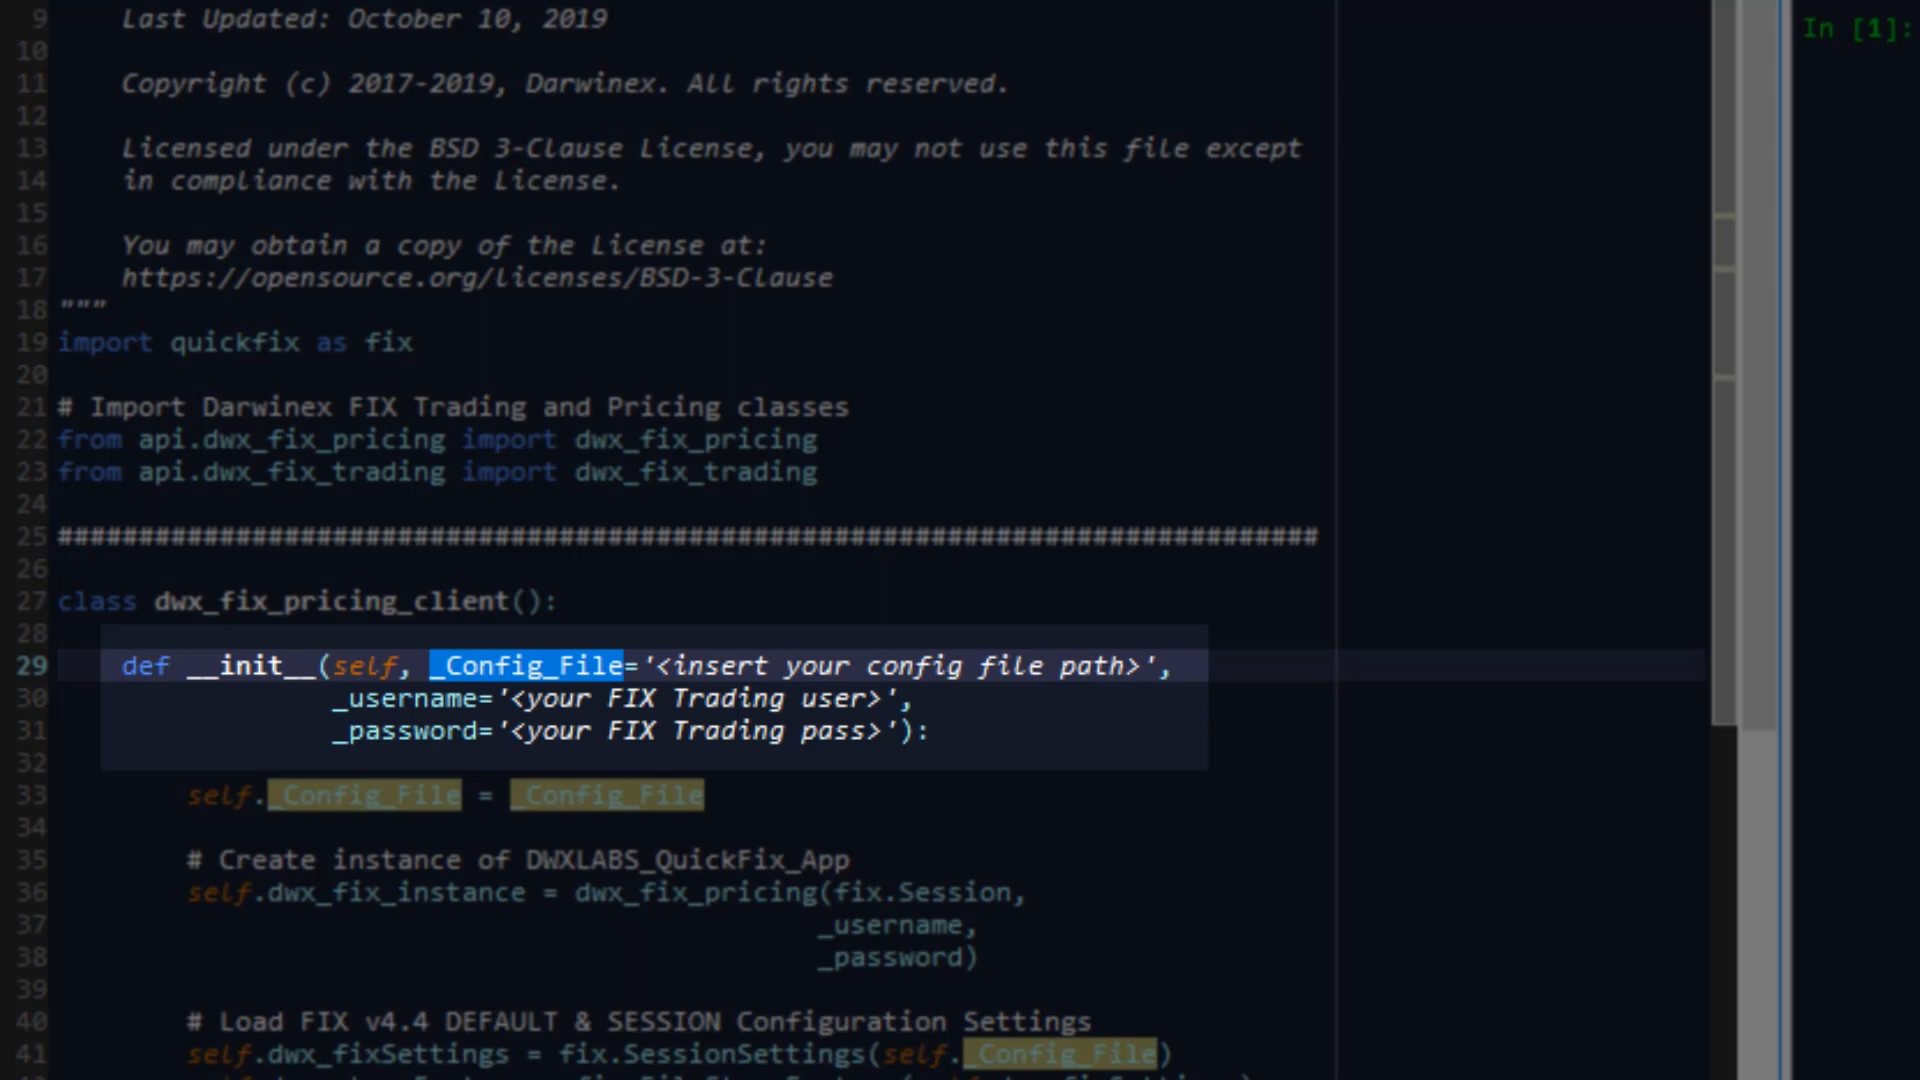 9 Last Updated: October 10, 2019
10
11 Copyright (c) 2017-2019, Darwinex. All rights reserved.
12
13 Licensed under the BSD 3-Clause License, you may not use this file except
14 in compliance with the License.
15
16 You may obtain a copy of the License at:
17 https://opensource.org/licenses/BSD-3-Clause
18 """
19 import quickfix as fix
20
21 # Import Darwinex FIX Trading and Pricing classes
22 from api.dwx_fix_pricing import dwx_fix_pricing
23 from api.dwx_fix_trading import dwx_fix_trading
24
25 ##############################################################################
26
27 class dwx_fix_pricing_client():
28
29 def __init__(self, _Config_File='<insert your config file path>',
30 _username='<your FIX Trading user>',
31 _password='<your FIX Trading pass>'):
32
33 self._Config_File = _Config_File
34
35 # Create instance of DWXLABS_QuickFix_App
36 self.dwx_fix_instance = dwx_fix_pricing(fix.Session,
37 _username,
38 _password)
39
40 # Load FIX v4.4 DEFAULT & SESSION Configuration Settings
41 self.dwx_fixSettings = fix.SessionSettings(self._Config_File)
In [1]: